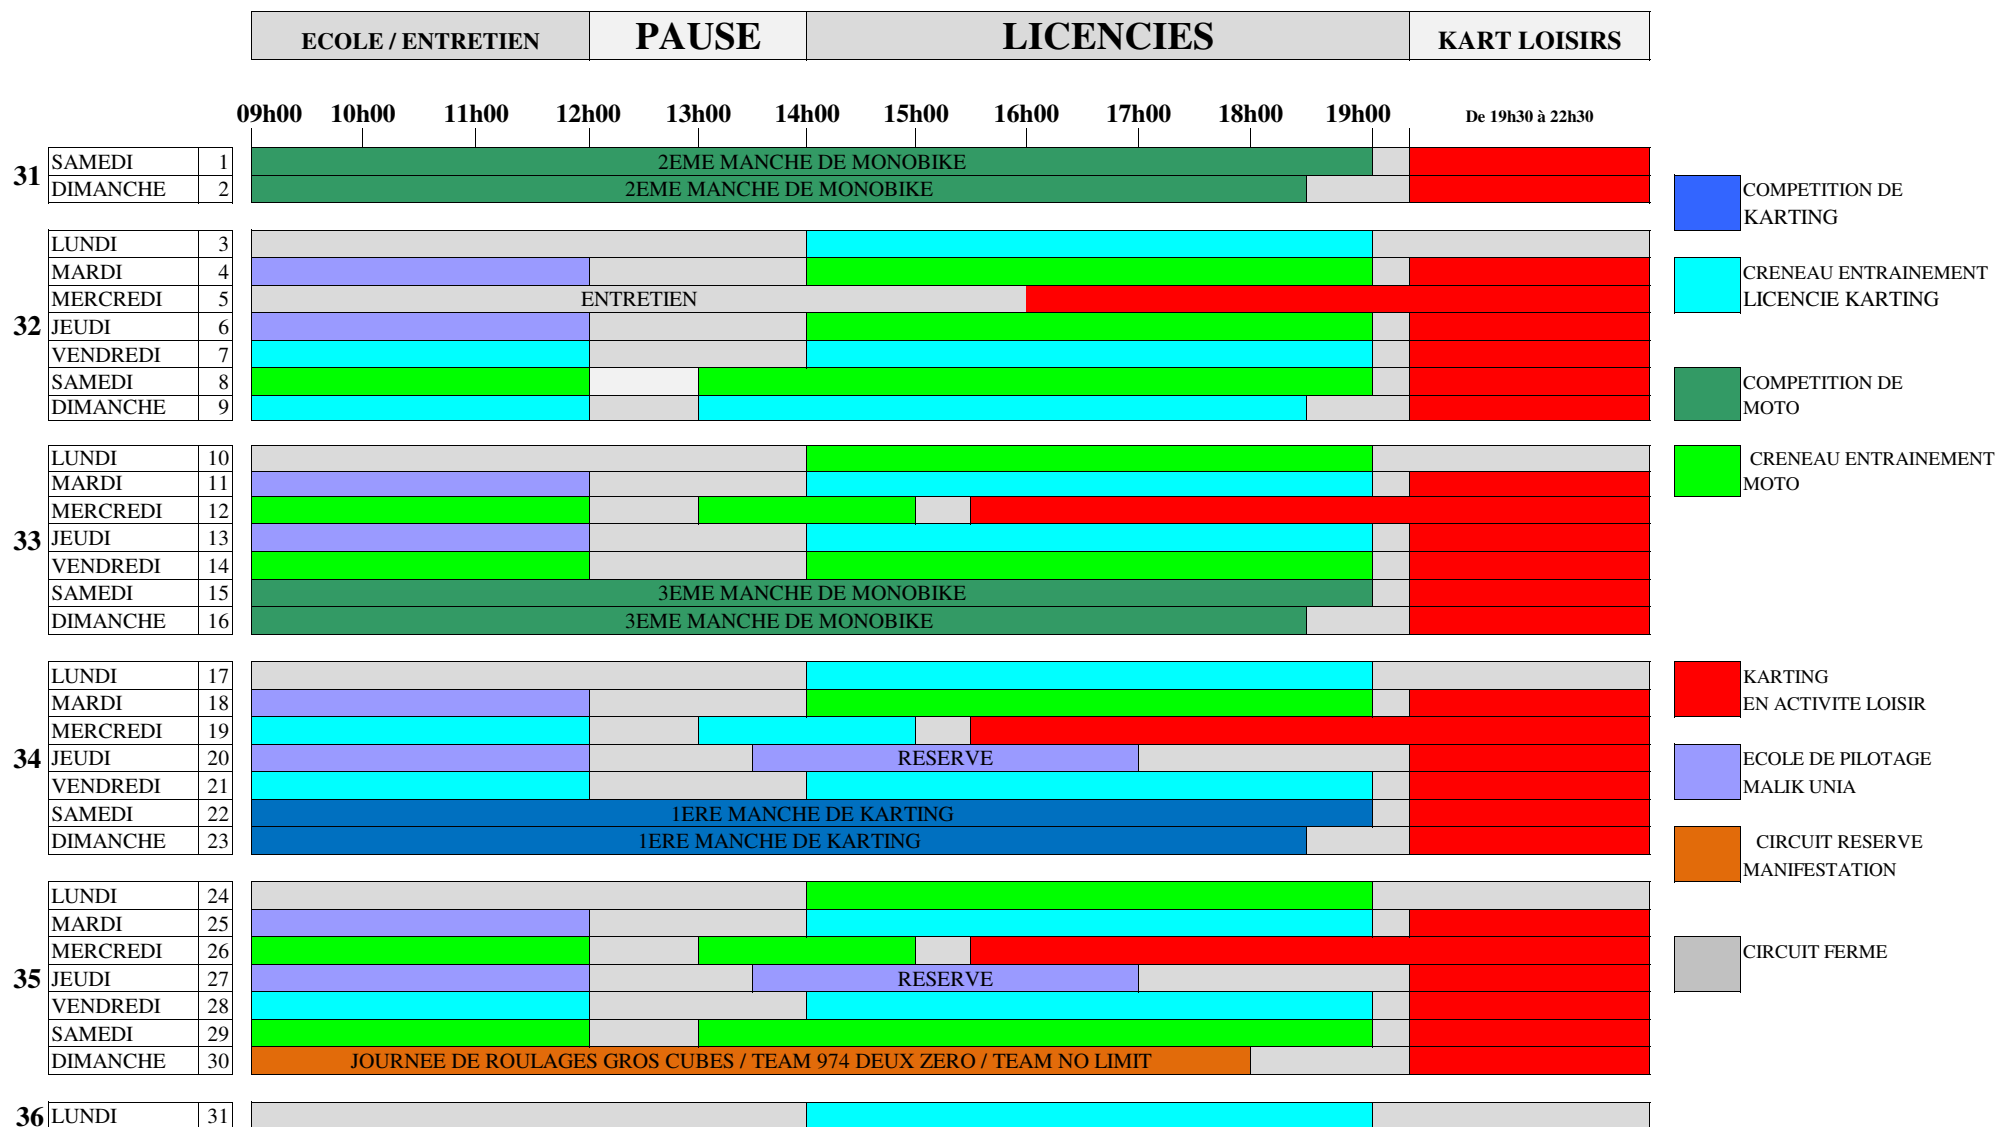 ECOLE / ENTRETIEN PAUSE LICENCIES KART LOISIRS
09h00 10h00 11h00 12h00 13h00 14h00 15h00 16h00 17h00 18h00 19h00 De 19h30 à 22h30
31
SAMEDI 1 2EME MANCHE DE MONOBIKE
DIMANCHE 2 2EME MANCHE DE MONOBIKE
32
LUNDI 3
MARDI 4
MERCREDI 5 ENTRETIEN
JEUDI 6
VENDREDI 7
SAMEDI 8
DIMANCHE 9
33
LUNDI 10
MARDI 11
MERCREDI 12
JEUDI 13
VENDREDI 14
SAMEDI 15 3EME MANCHE DE MONOBIKE
DIMANCHE 16 3EME MANCHE DE MONOBIKE
34
LUNDI 17
MARDI 18
MERCREDI 19
JEUDI 20 RESERVE
VENDREDI 21
SAMEDI 22 1ERE MANCHE DE KARTING
DIMANCHE 23 1ERE MANCHE DE KARTING
35
LUNDI 24
MARDI 25
MERCREDI 26
JEUDI 27 RESERVE
VENDREDI 28
SAMEDI 29
DIMANCHE 30 JOURNEE DE ROULAGES GROS CUBES / TEAM 974 DEUX ZERO / TEAM NO LIMIT
36 LUNDI 31
COMPETITION DE
KARTING
CRENEAU ENTRAINEMENT
LICENCIE KARTING
COMPETITION DE
MOTO
CRENEAU ENTRAINEMENT
MOTO
KARTING
EN ACTIVITE LOISIR
ECOLE DE PILOTAGE
MALIK UNIA
CIRCUIT RESERVE
MANIFESTATION
CIRCUIT FERME